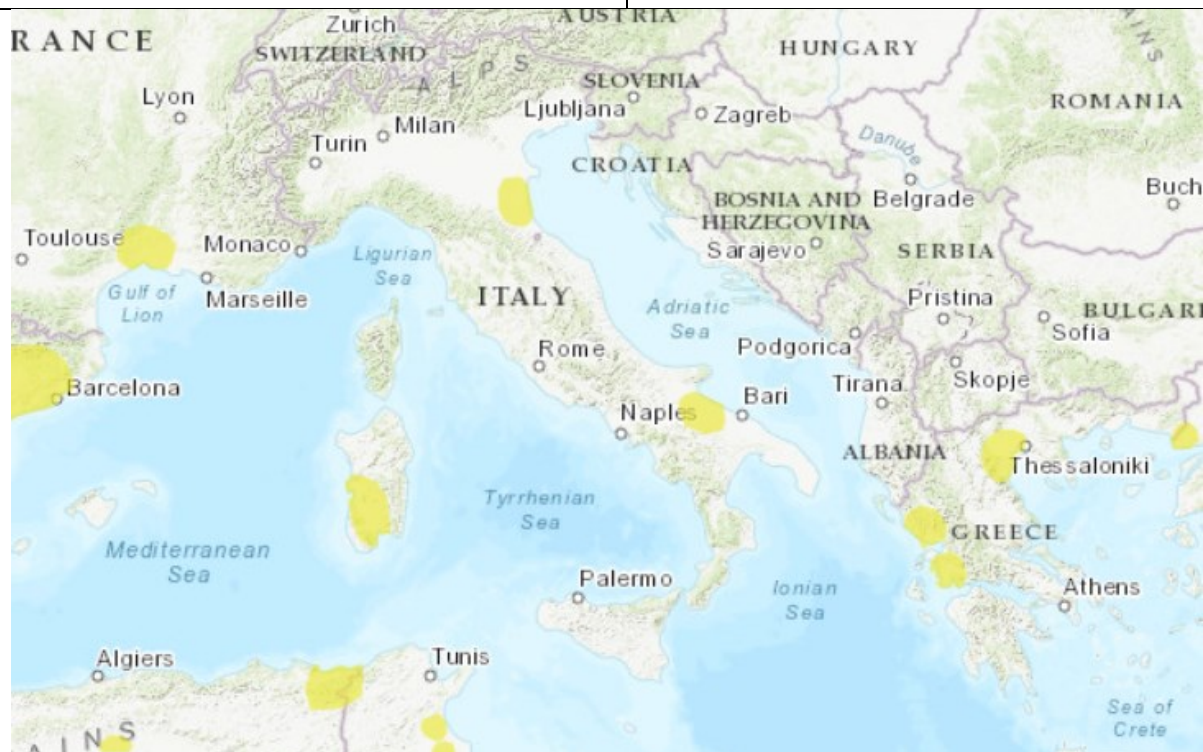 AUSTRIA
Zurich
RANCE
SWITZERLAND
HUNGARY
AINS
ALPS
SLOVENIA
Lyon
Ljubljana
ROMANIA
Milan
Zagreb
Turin
Danube
CROATIA
BOSNIA AND
HERZEGOVINA
Belgrade
Buch
Toulouse
Monaco
Ligurian
Sea
Sarajevo
SERBIA
Gulf of
Lion
Marseille
ITALY
Adriatic
Sea
Pristina
BULGARI
Sofia
Rome
Podgorica
Barcelona
Tirana
Skopje
Naples
Bari
ALBANIA
Thessaloniki
Tyrrhenian
Sea
GREECE
Mediterranean
Sea
Palermo
Ionian
Sea
Athens
Algiers
Tunis
Sea of
Crete
AINS